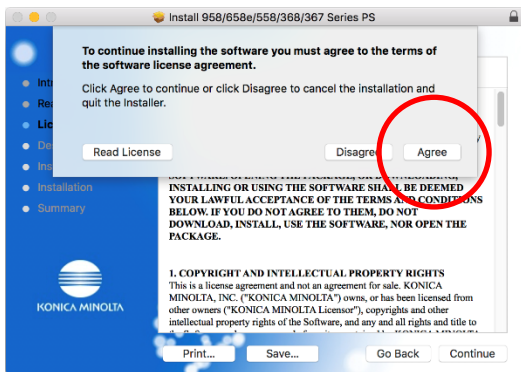 Install 958/658e/558/368/367 Series PS
To continue installing the software you must agree to the terms of
the software license agreement.
Click Agree to continue or click Disagree to cancel the installation and
quit the Installer.
Read License
Disagree
Agree
Installation
Summary
INSTALLING OR USING THE SOFTWARE SHALL BE DEEMED
YOUR LAWFUL ACCEPTANCE OF THE TERMS AND CONDITIONS
BELOW. IF YOU DO NOT AGREE TO THEM, DO NOT
DOWNLOAD, INSTALL, USE THE SOFTWARE, NOR OPEN THE
PACKAGE.
1. COPYRIGHT AND INTELLECTUAL PROPERTY RIGHTS
This is a license agreement and not an agreement for sale. KONICA
MINOLTA, INC. ("KONICA MINOLTA") owns, or has been licensed from
other owners ("KONICA MINOLTA Licensor"), copyrights and other
intellectual property rights of the Software, and any and all rights and title to
KONICA MINOLTA
Print...
Save...
Go Back
Continue